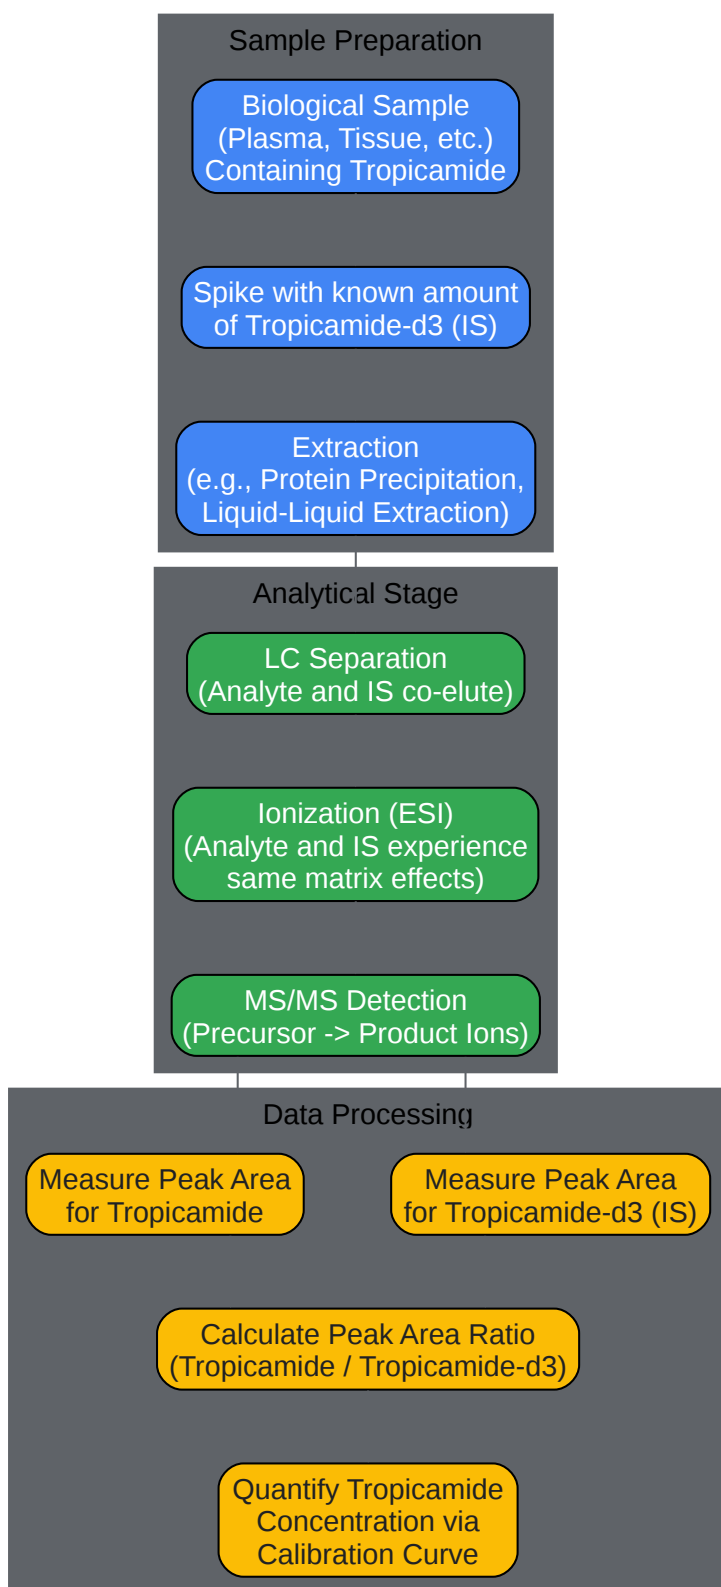 Sample Preparation
Biological Sample
(Plasma, Tissue, etc.)
Containing Tropicamide
Spike with known amount
of Tropicamide-d3 (IS)
Extraction
(e.g., Protein Precipitation,
Liquid-Liquid Extraction)
Analytical Stage
LC Separation
(Analyte and IS co-elute)
Ionization (ESI)
(Analyte and IS experience
same matrix effects)
MS/MS Detection
(Precursor -> Product Ions)
Data Processing
Measure Peak Area
for Tropicamide
Measure Peak Area
for Tropicamide-d3 (IS)
Calculate Peak Area Ratio
(Tropicamide / Tropicamide-d3)
Quantify Tropicamide
Concentration via
Calibration Curve